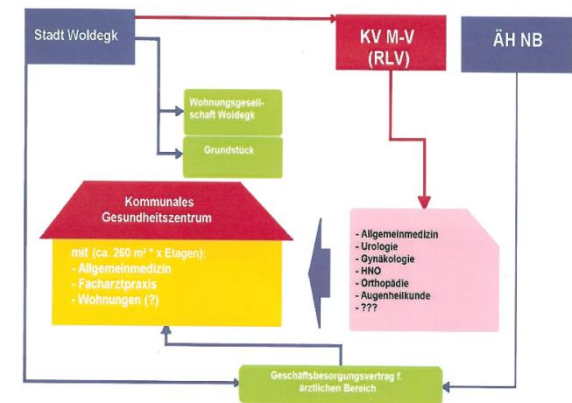 Stadt Woldegk
KV M-V
(RLV)
ÄH NB
Wohnungsgesell-
schaft Woldegk
Grundstück
Kommunales
Gesundheitszentrum
mit (ca. 260 m² * x Etagen):
- Allgemeinmedizin
- Facharztpraxis
- Wohnungen (?)
- Allgemeinmedizin
- Urologie
- Gynäkologie
- HNO
- Orthopädie
- Augenheilkunde
- ???
Geschäftsbesorgungsvertrag f.
ärztlichen Bereich